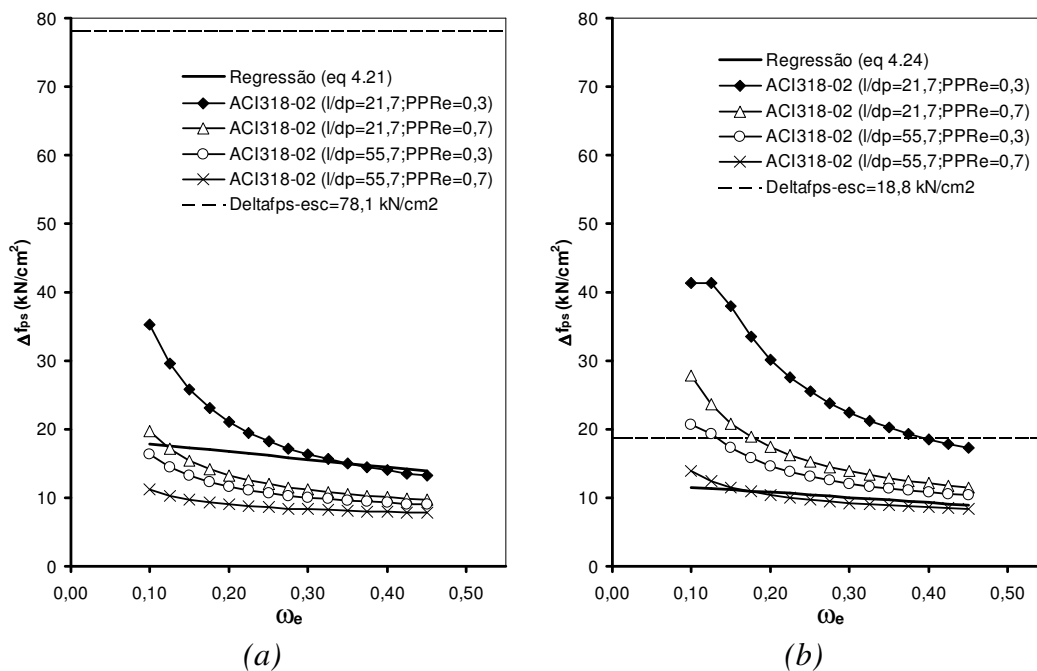 80
70
60
50
40
30
20
10
0
Δfps (kN/cm²)
Regressão (eq 4.21)
ACI318-02 (l/dp=21,7;PPRe=0,3)
ACI318-02 (l/dp=21,7;PPRe=0,7)
ACI318-02 (l/dp=55,7;PPRe=0,3)
ACI318-02 (l/dp=55,7;PPRe=0,7)
Deltafps-esc=78,1 kN/cm2
0,00 0,10 0,20 0,30 0,40 0,50
ωe
(a)
80
70
60
50
40
30
20
10
0
Δfps (kN/cm²)
Regressão (eq 4.24)
ACI318-02 (l/dp=21,7;PPRe=0,3)
ACI318-02 (l/dp=21,7;PPRe=0,7)
ACI318-02 (l/dp=55,7;PPRe=0,3)
ACI318-02 (l/dp=55,7;PPRe=0,7)
Deltafps-esc=18,8 kN/cm2
0,00 0,10 0,20 0,30 0,40 0,50
ωe
(b)